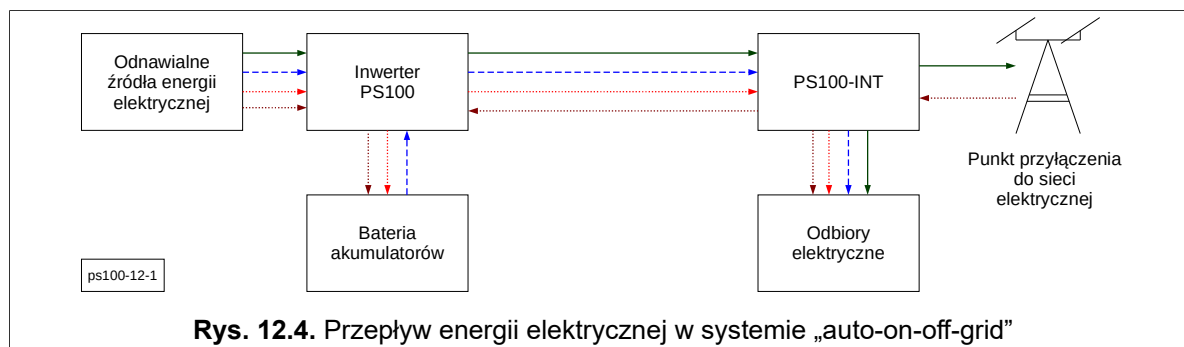 Odnawialne
źródła energii
elektrycznej
Inwerter
PS100
PS100-INT
Punkt przyłączenia
do sieci
elektrycznej
Bateria
akumulatorów
Odbiory
elektryczne
ps100-12-1
Rys. 12.4. Przepływ energii elektrycznej w systemie „auto-on-off-grid”